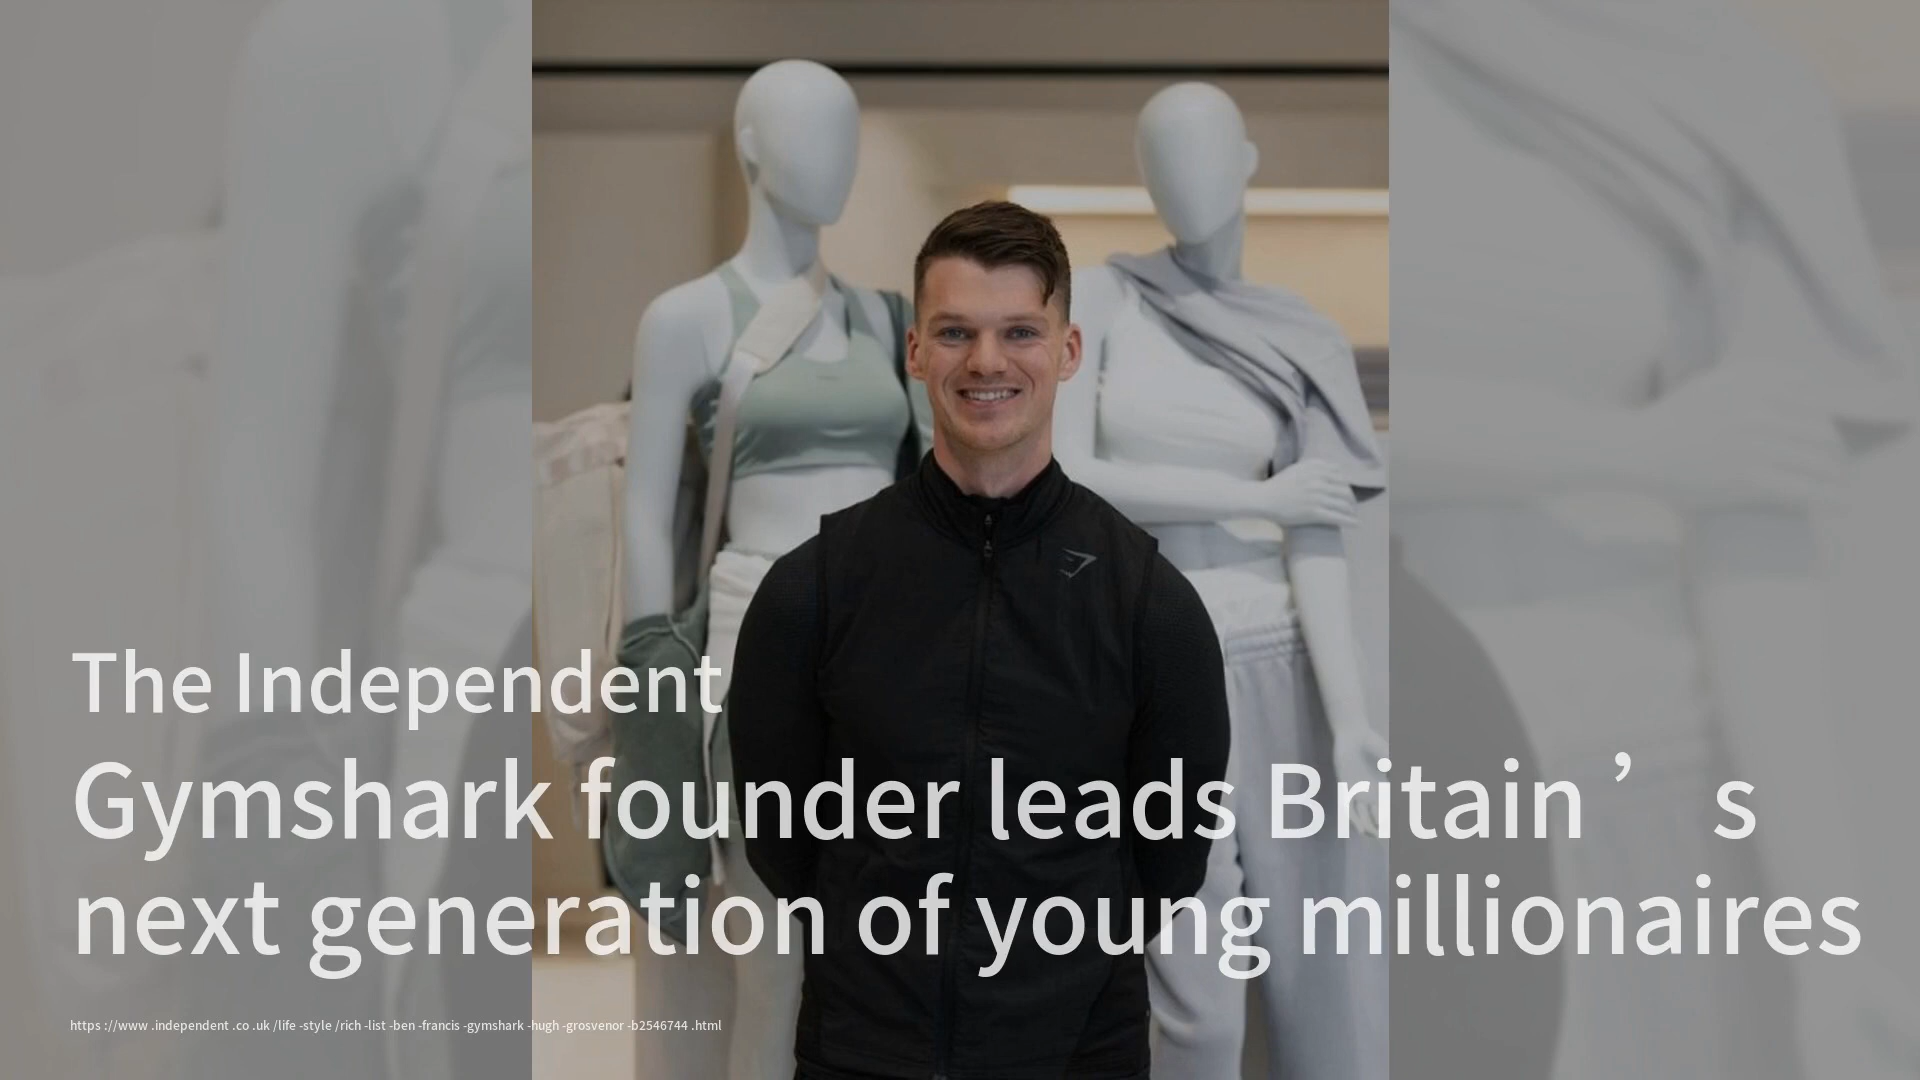 The Independent
Gymshark founder leads Britain’s
next generation of young millionaires
https://www.independent.co.uk/life-style/rich-list-ben-francis-gymshark-hugh-grosvenor-b2546744.html